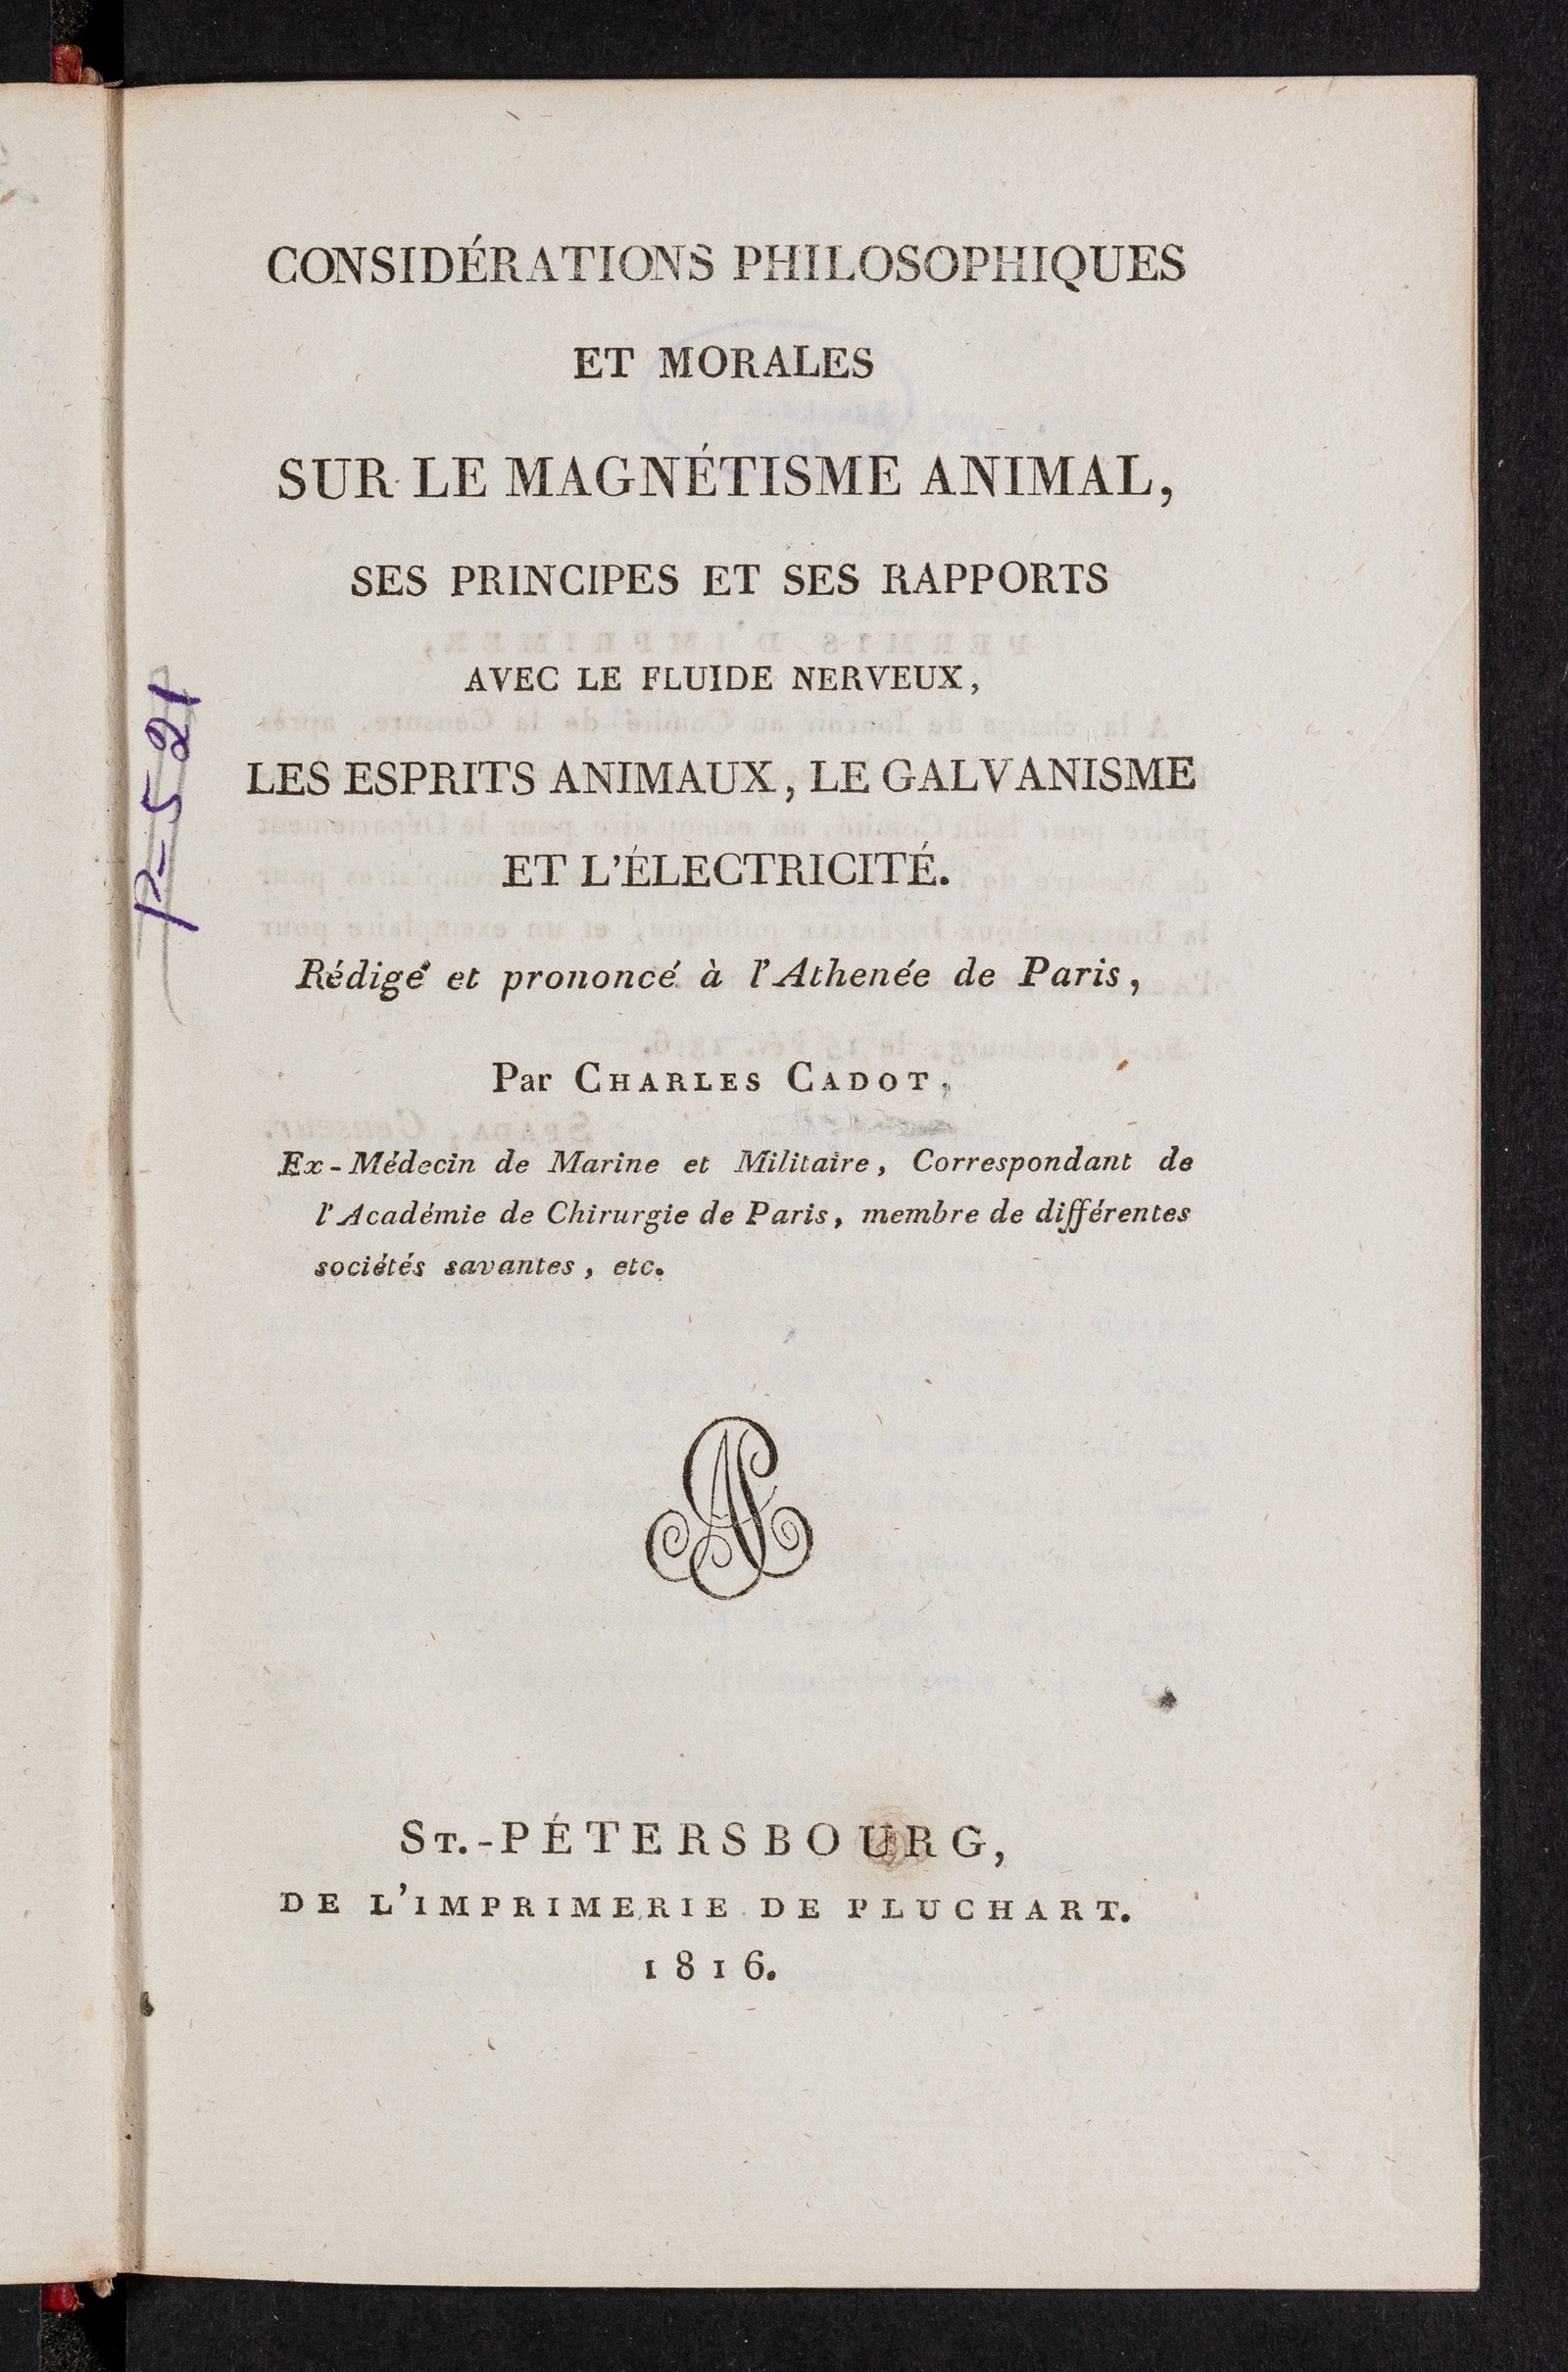 CONSIDÉRATIONS PHILOSOPHIQUES
ET MORALES
SUR LE MAGNÉTISME ANIMAL,
SES PRINCIPES ET SES RAPPORTS
AVEC LE FLUIDE NERVEUX,
LES ESPRITS ANIMAUX, LE GALVANISME
ET L'ÉLECTRICITÉ.
Rédigé et prononcé à l'Athenée de Paris,
Par CHARLES CADOT,
Ex-Médecin de Marine et Militaire, Correspondant de
l'Académie de Chirurgie de Paris, membre de différentes
sociétés savantes, etc.
ST.-PÉTERSBOURG,
DE L'IMPRIMERIE DE PLUCHART.
1816.